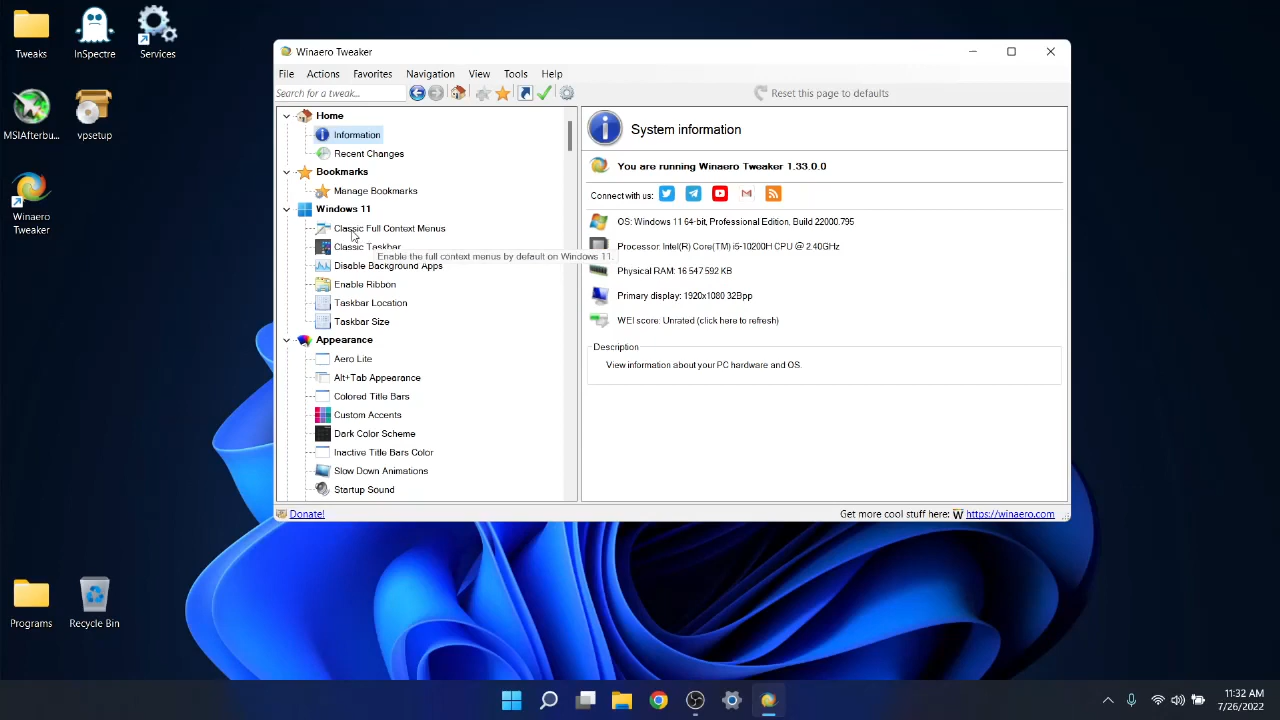 Tweaks
InSpectre
Services
MSIAfterbu...
vpsetup
Winaero
Tweaker
Programs
Recycle Bin
Winaero Tweaker
File Actions Favorites Navigation View Tools Help
Search for a tweak...
Reset this page to defaults
Home
Information
Recent Changes
Bookmarks
Manage Bookmarks
Windows 11
Classic Full Context Menus
Classic Taskbar
Enable the full context menus by default on Windows 11.
Disable Background Apps
Enable Ribbon
Taskbar Location
Taskbar Size
Appearance
Aero Lite
Alt+Tab Appearance
Colored Title Bars
Custom Accents
Dark Color Scheme
Inactive Title Bars Color
Slow Down Animations
Startup Sound
System information
You are running Winaero Tweaker 1.33.0.0
Connect with us:
OS: Windows 11 64-bit, Professional Edition, Build 22000.795
Processor: Intel(R) Core(TM) i5-10200H CPU @ 2.40GHz
Physical RAM: 16 547 592 KB
Primary display: 1920x1080 32Bpp
WEI score: Unrated (click here to refresh)
Description
View information about your PC hardware and OS.
Donate!
Get more cool stuff here: W https://winaero.com
11:32 AM
7/26/2022